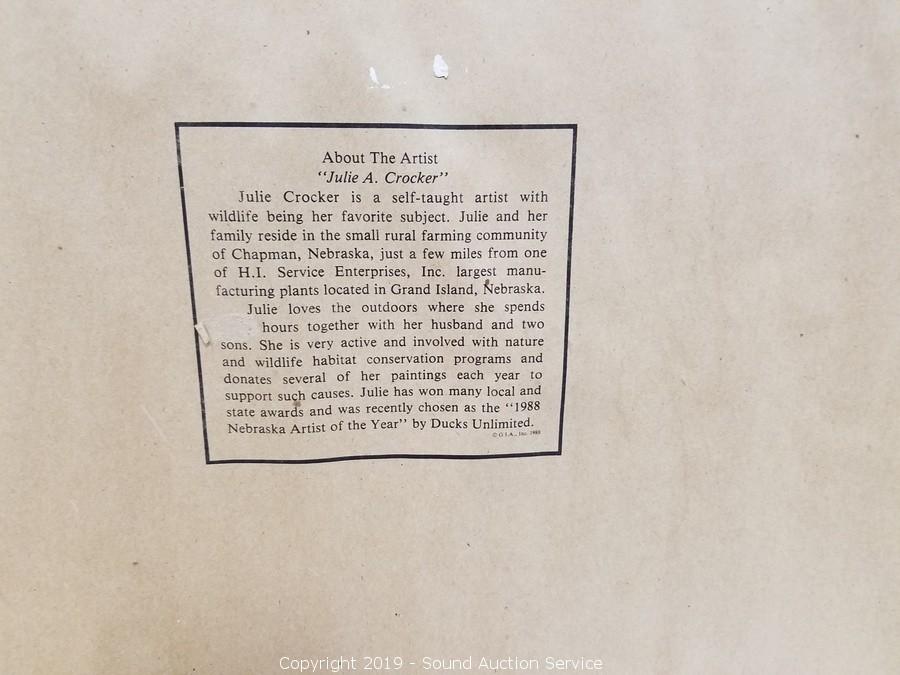 About The Artist
“Julie A. Crocker”
Julie Crocker is a self-taught artist with
wildlife being her favorite subject. Julie and her
family reside in the small rural farming community
of Chapman, Nebraska, just a few miles from one
of H.I. Service Enterprises, Inc. largest manu-
facturing plants located in Grand Island, Nebraska.
Julie loves the outdoors where she spends
hours together with her husband and two
sons. She is very active and involved with nature
and wildlife habitat conservation programs and
donates several of her paintings each year to
support such causes. Julie has won many local and
state awards and was recently chosen as the “1988
Nebraska Artist of the Year” by Ducks Unlimited.
© G.I.A., Inc. 1988
Copyright 2019 - Sound Auction Service